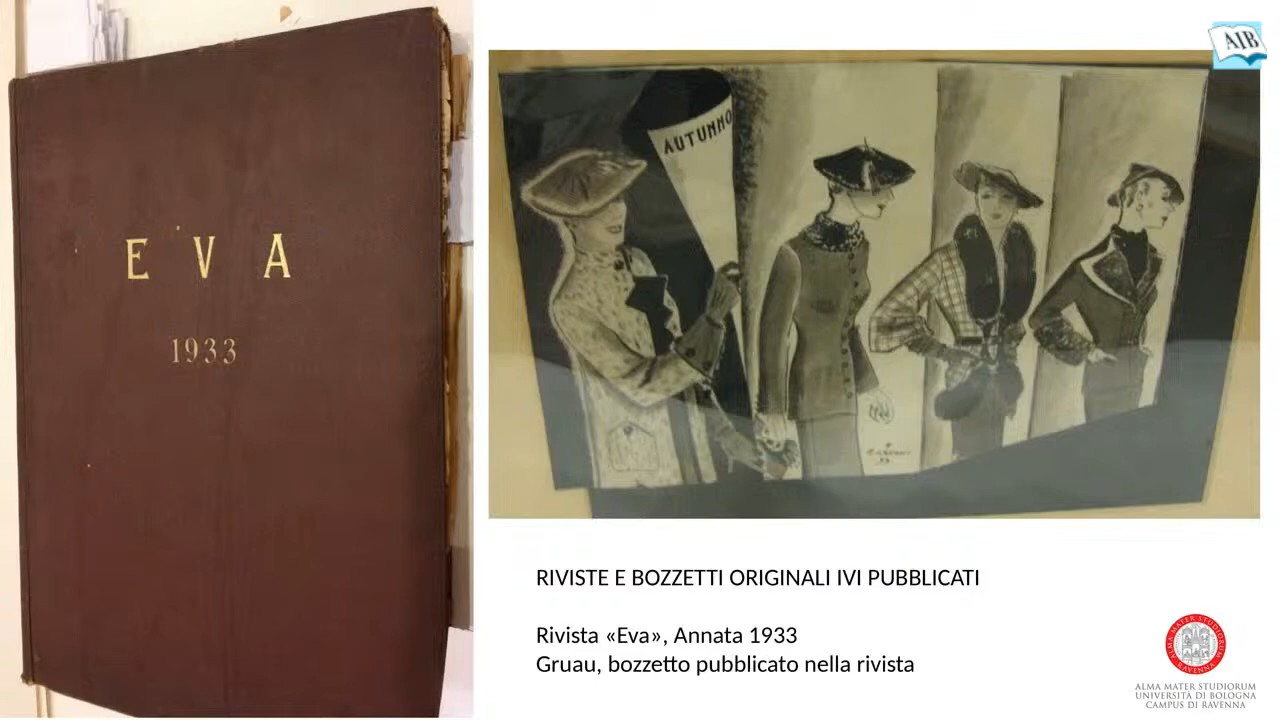 E V A
1933
AIB
AUTUNNO
RIVISTE E BOZZETTI ORIGINALI IVI PUBBLICATI
Rivista «Eva», Annata 1933
Gruau, bozzetto pubblicato nella rivista
ALMA MATER STUDIORUM
UNIVERSITÀ DI BOLOGNA
CAMPUS DI RAVENNA